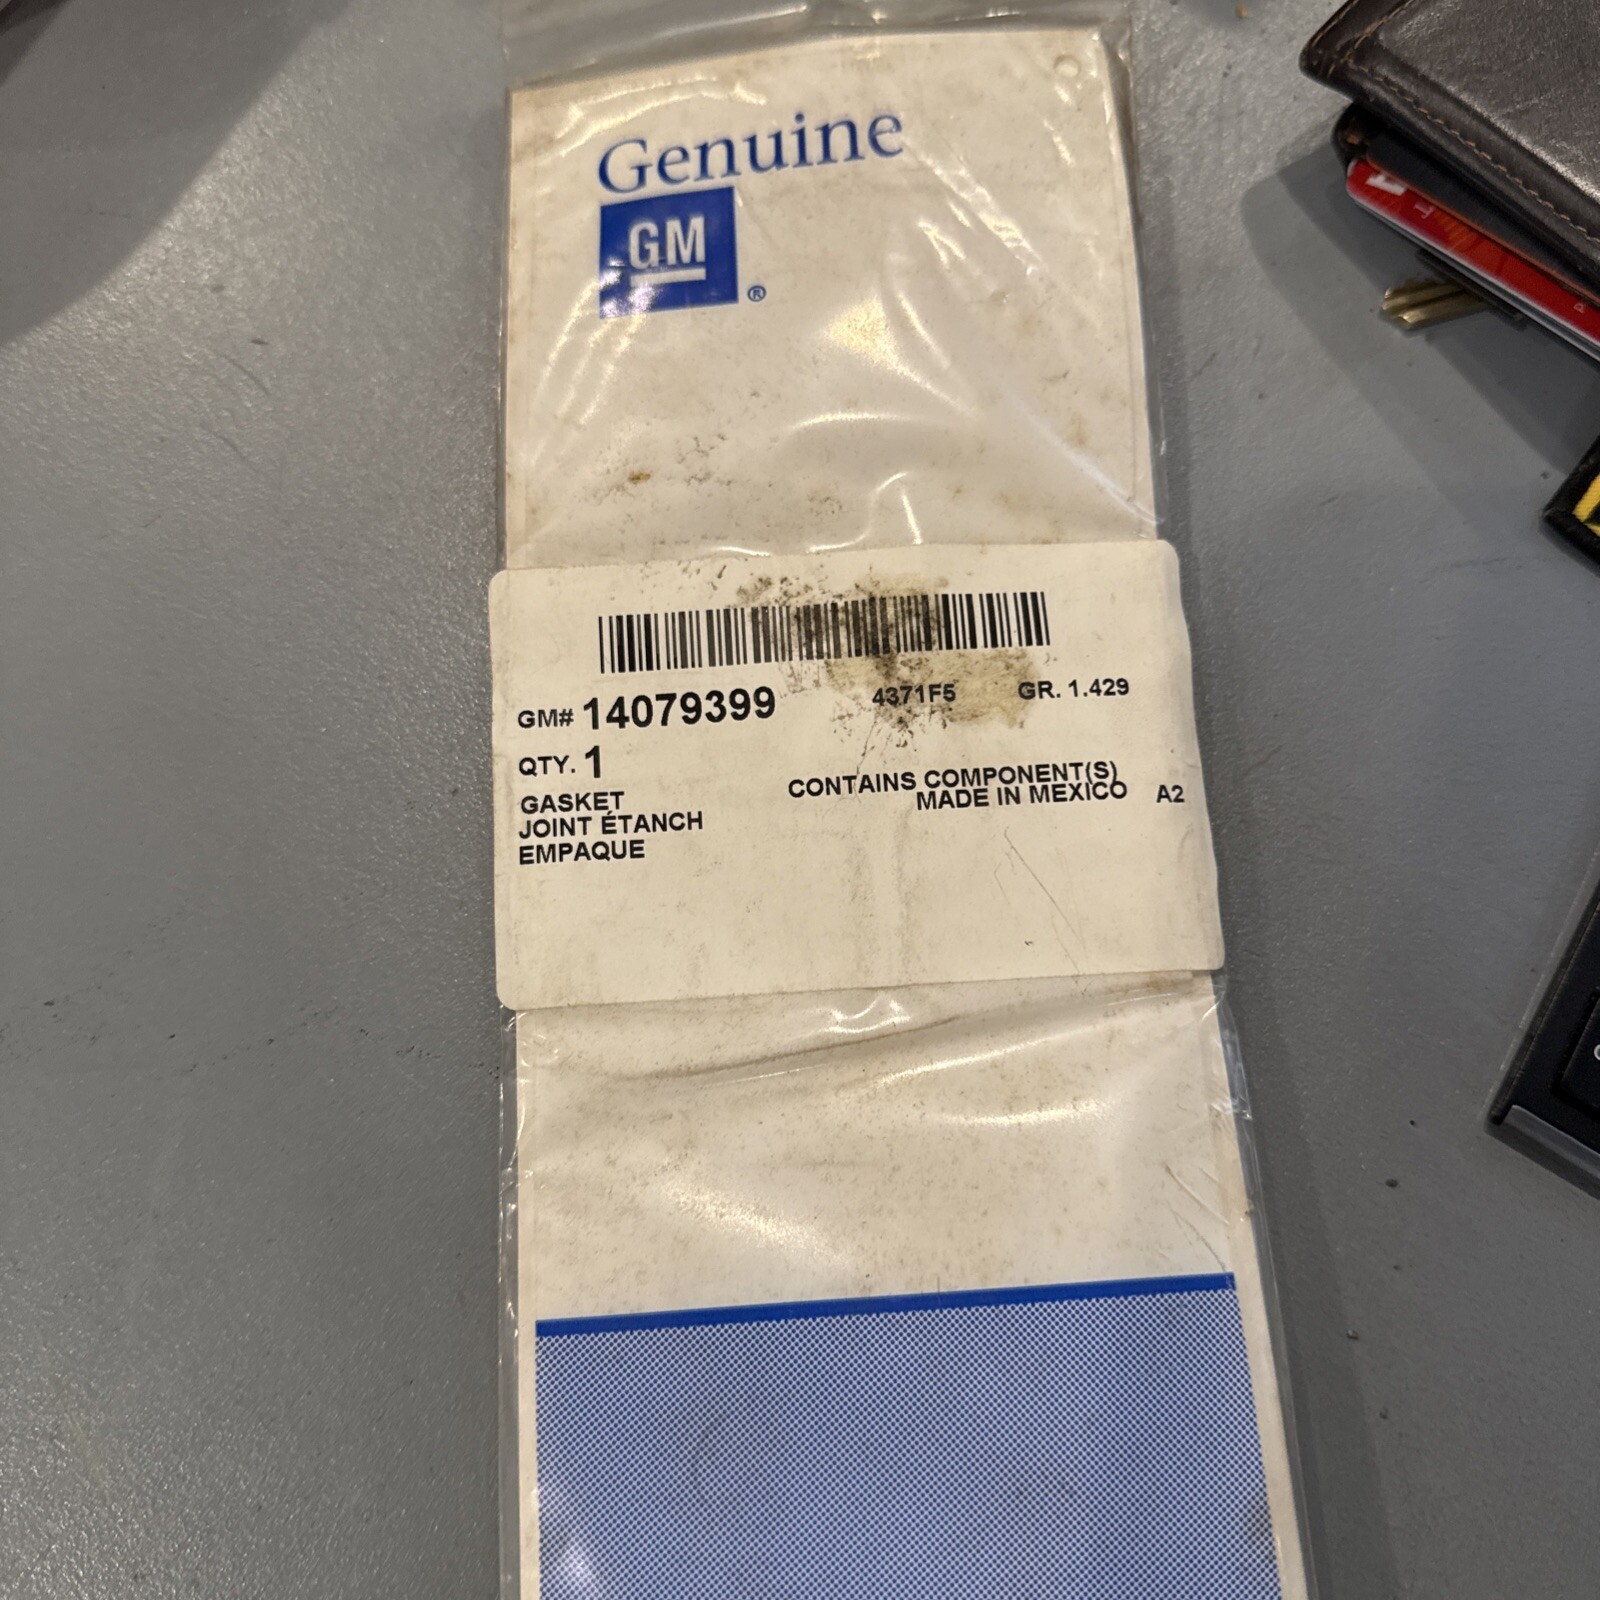 Genuine
GM
®
GM# 14079399 4371F5 GR. 1.429
QTY. 1
GASKET
JOINT ÉTANCH
EMPAQUE
CONTAINS COMPONENT(S)
MADE IN MEXICO A2